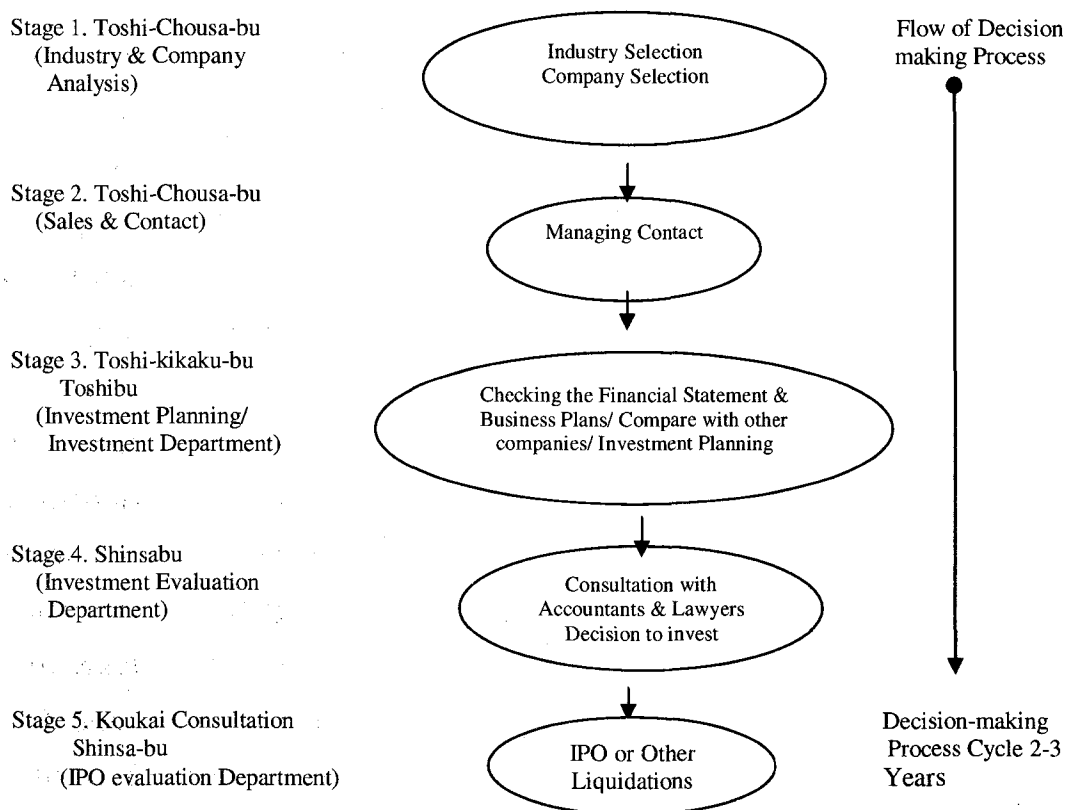 Stage 1. Toshi-Chousa-bu
(Industry & Company
Analysis)
Industry Selection
Company Selection
Flow of Decision
making Process
Stage 2. Toshi-Chousa-bu
(Sales & Contact)
Managing Contact
Stage 3. Toshi-kikaku-bu
Toshibu
(Investment Planning/
Investment Department)
Checking the Financial Statement &
Business Plans/ Compare with other
companies/ Investment Planning
Stage 4. Shinsabu
(Investment Evaluation
Department)
Consultation with
Accountants & Lawyers
Decision to invest
Stage 5. Koukai Consultation
Shinsa-bu
(IPO evaluation Department)
IPO or Other
Liquidations
Decision-making
Process Cycle 2-3
Years